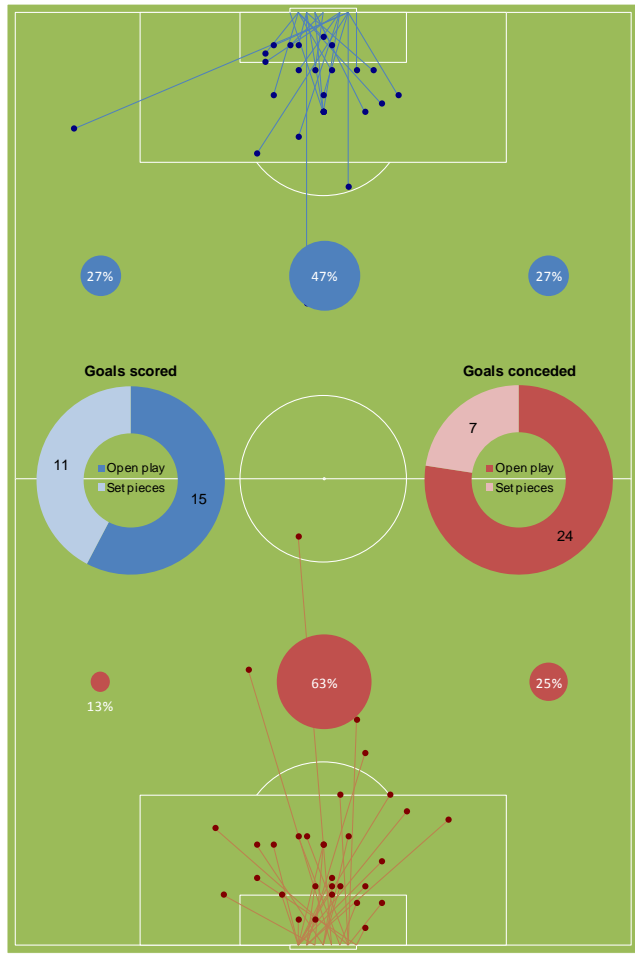 27%
47%
27%
Goals scored
Goals conceded
11
Open play
Set pieces
15
7
Open play
Set pieces
24
63%
25%
13%